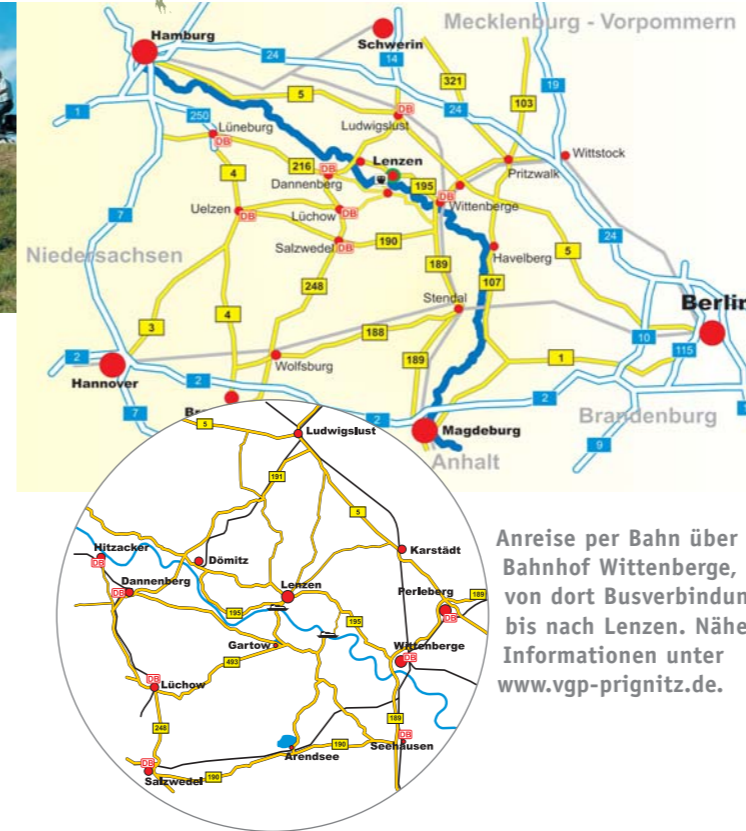 Mecklenburg - Vorpommern
Hamburg
Schwerin
24
14
321
19
5
24
103
1
250
DB
Lüneburg
DB
Ludwigslust
Wittstock
216
DB
Lenzen
Pritzwalk
4
Dannenberg
195
DB
Wittenberge
7
Uelzen
DB
Lüchow
DB
24
Niedersachsen
Salzwedel
DB
190
189
Havelberg
5
248
107
Stendal
Berlin
3
4
188
10
115
2
Wolfsburg
189
1
Hannover
2
2
7
2
Magdeburg
Brandenburg
9
Anhalt
5
Ludwigslust
191
5
Hitzacker
DB
Dömitz
Karstädt
Dannenberg
DB
Lenzen
Perleberg
189
DB
195
195
Gartow
Wittenberge
DB
493
DB
Lüchow
248
189
DB
Seehausen
190
Arendsee
DB
Salzwedel
190
Anreise per Bahn über
Bahnhof Wittenberge,
von dort Busverbindun
bis nach Lenzen. Nähe
Informationen unter
www.vgp-prignitz.de.